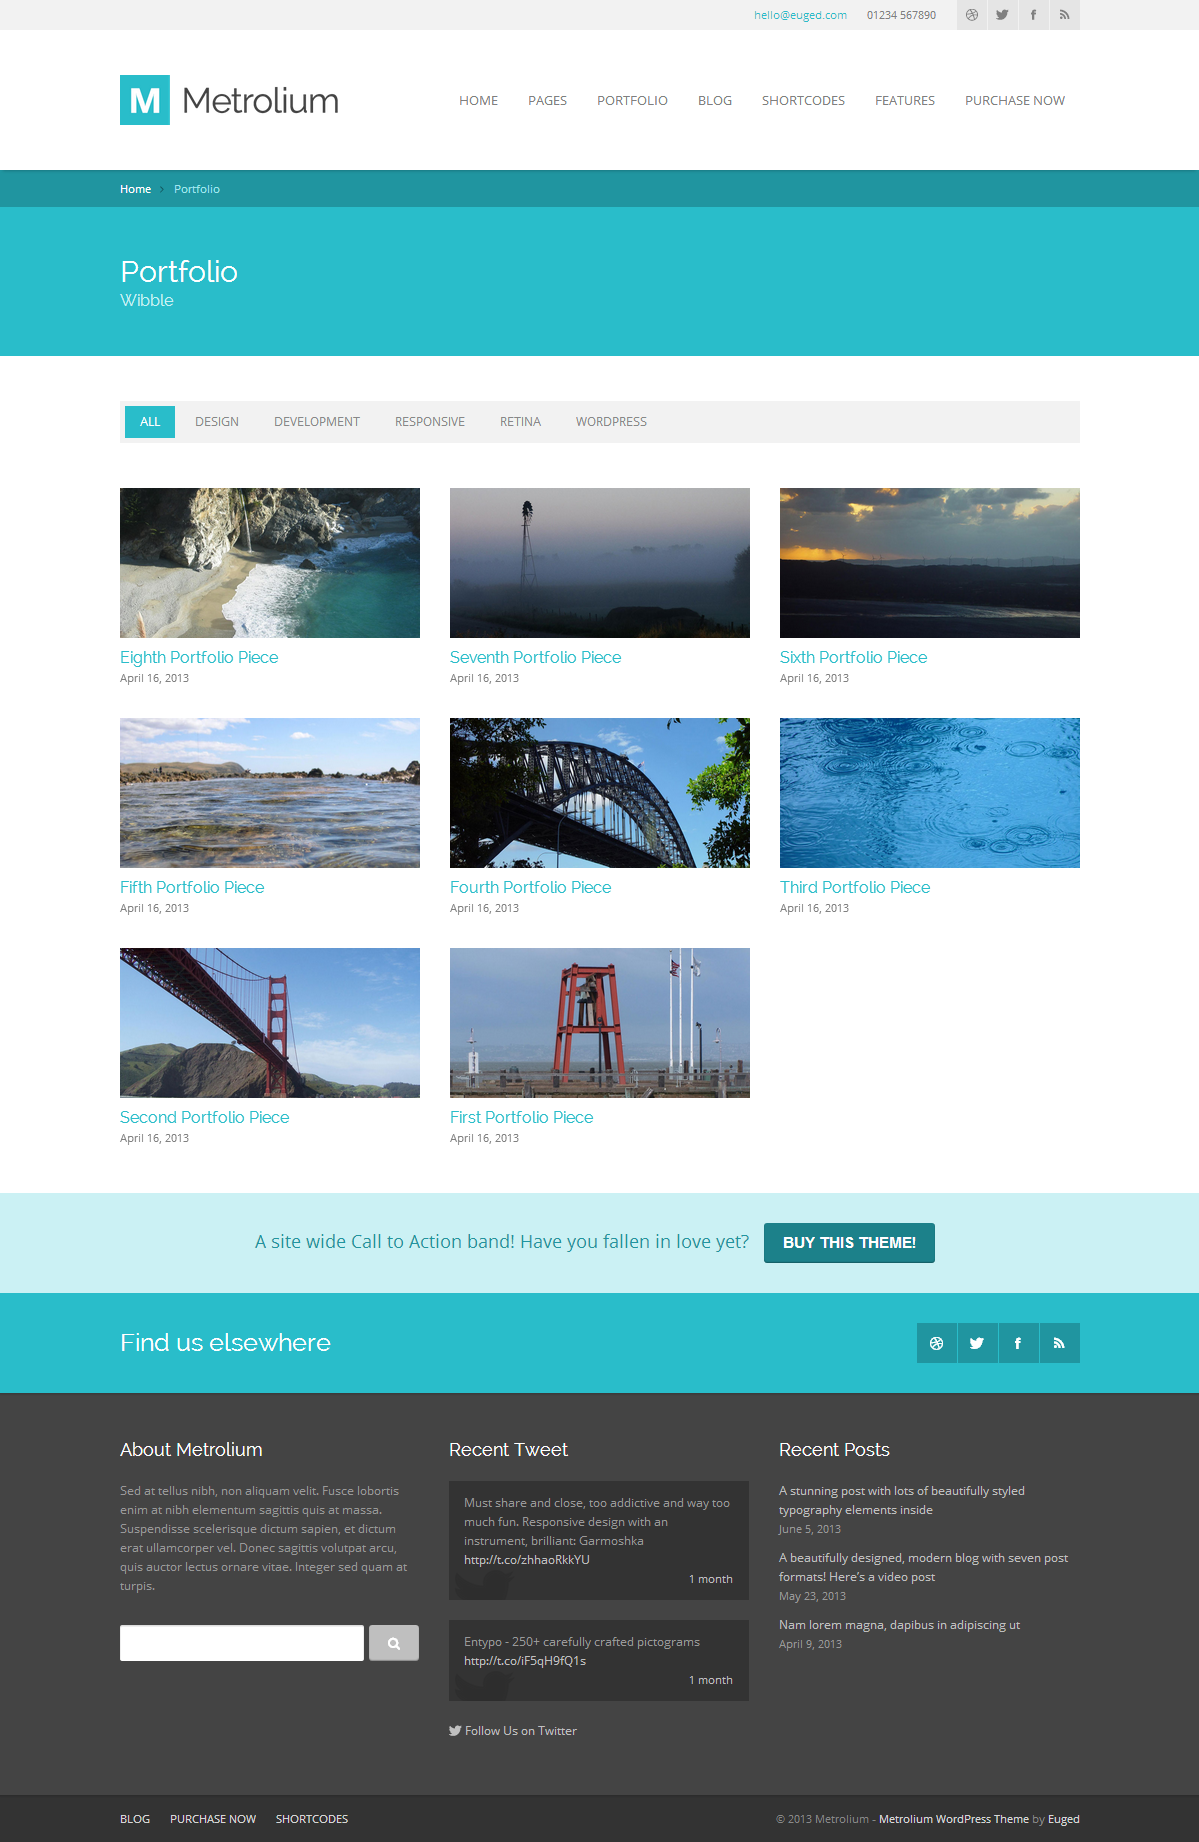 hello@euged.com 01234 567890
M Metrolium
HOME PAGES PORTFOLIO BLOG SHORTCODES FEATURES PURCHASE NOW
Home › Portfolio
Portfolio
Wibble
ALL DESIGN DEVELOPMENT RESPONSIVE RETINA WORDPRESS
Eighth Portfolio Piece
April 16, 2013
Seventh Portfolio Piece
April 16, 2013
Sixth Portfolio Piece
April 16, 2013
Fifth Portfolio Piece
April 16, 2013
Fourth Portfolio Piece
April 16, 2013
Third Portfolio Piece
April 16, 2013
Second Portfolio Piece
April 16, 2013
First Portfolio Piece
April 16, 2013
A site wide Call to Action band! Have you fallen in love yet? BUY THIS THEME!
Find us elsewhere
About Metrolium
Sed at tellus nibh, non aliquam velit. Fusce lobortis
enim at nibh elementum sagittis quis at massa.
Suspendisse scelerisque dictum sapien, et dictum
erat ullamcorper vel. Donec sagittis volutpat arcu,
quis auctor lectus ornare vitae. Integer sed quam at
turpis.
Recent Tweet
Must share and close, too addictive and way too
much fun. Responsive design with an
instrument, brilliant: Garmoshka
http://t.co/zhhaoRkkYU
1 month
Entypo - 250+ carefully crafted pictograms
http://t.co/iF5qH9fQ1s
1 month
Follow Us on Twitter
Recent Posts
A stunning post with lots of beautifully styled
typography elements inside
June 5, 2013
A beautifully designed, modern blog with seven post
formats! Here’s a video post
May 23, 2013
Nam lorem magna, dapibus in adipiscing ut
April 9, 2013
BLOG PURCHASE NOW SHORTCODES
© 2013 Metrolium - Metrolium WordPress Theme by Euged